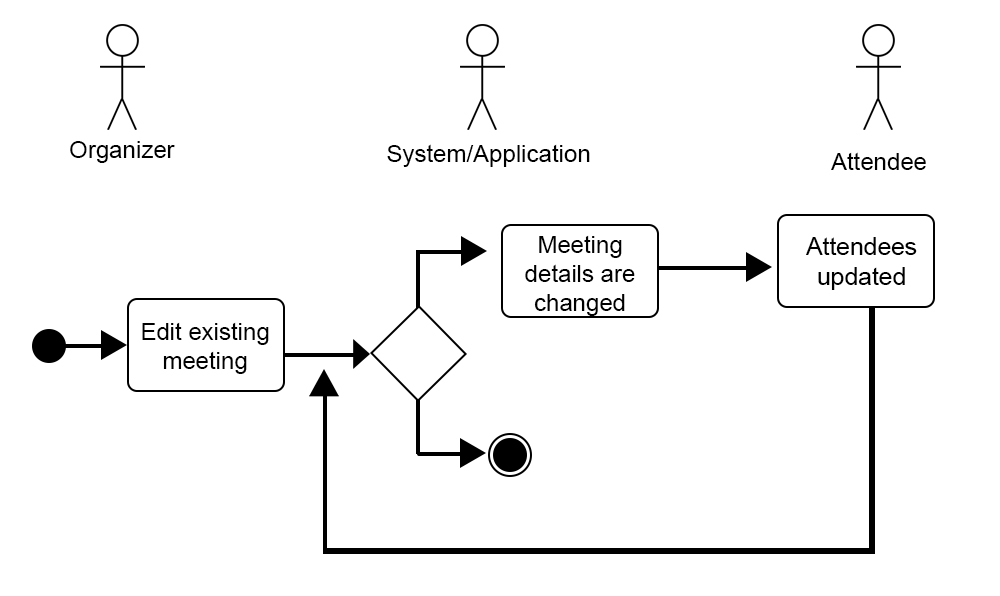 Organizer
System/Application
Attendee
Edit existing
meeting
Meeting
details are
changed
Attendees
updated